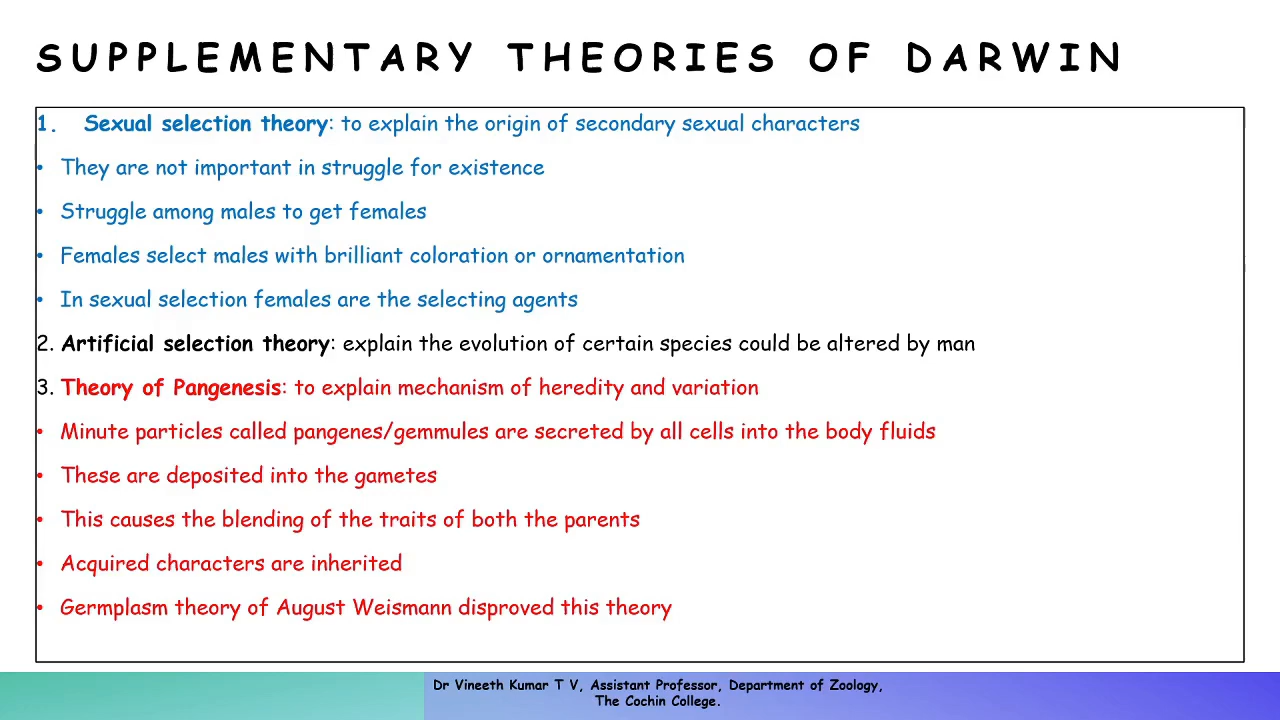 SUPPLEMENTARY THEORIES OF DARWIN
1. Sexual selection theory: to explain the origin of secondary sexual characters
• They are not important in struggle for existence
• Struggle among males to get females
• Females select males with brilliant coloration or ornamentation
• In sexual selection females are the selecting agents
2. Artificial selection theory: explain the evolution of certain species could be altered by man
3. Theory of Pangenesis: to explain mechanism of heredity and variation
• Minute particles called pangenes/gemmules are secreted by all cells into the body fluids
• These are deposited into the gametes
• This causes the blending of the traits of both the parents
• Acquired characters are inherited
• Germplasm theory of August Weismann disproved this theory
Dr Vineeth Kumar T V, Assistant Professor, Department of Zoology,
The Cochin College.